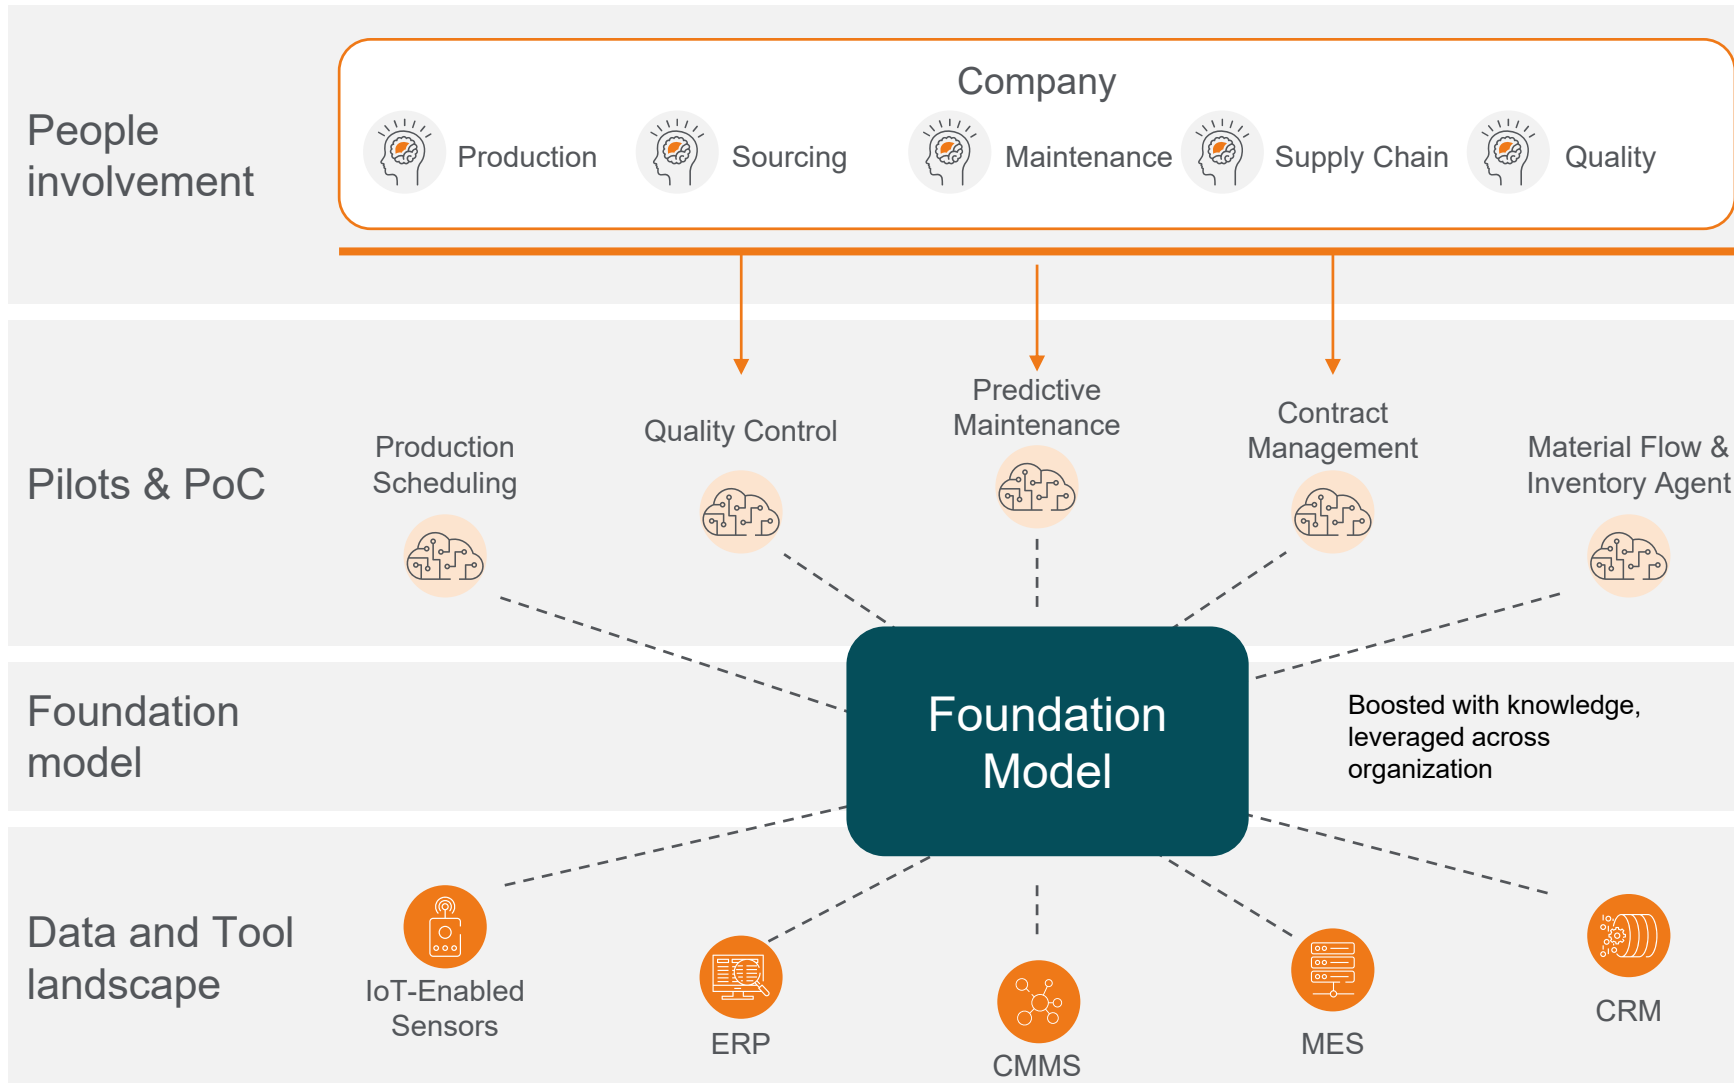 People
involvement
Company
Production
Sourcing
Maintenance
Supply Chain
Quality
Pilots & PoC
Production
Scheduling
Quality Control
Predictive
Maintenance
Contract
Management
Material Flow &
Inventory Agent
Foundation
model
Foundation
Model
Boosted with knowledge,
leveraged across
organization
Data and Tool
landscape
IoT-Enabled
Sensors
ERP
CMMS
MES
CRM